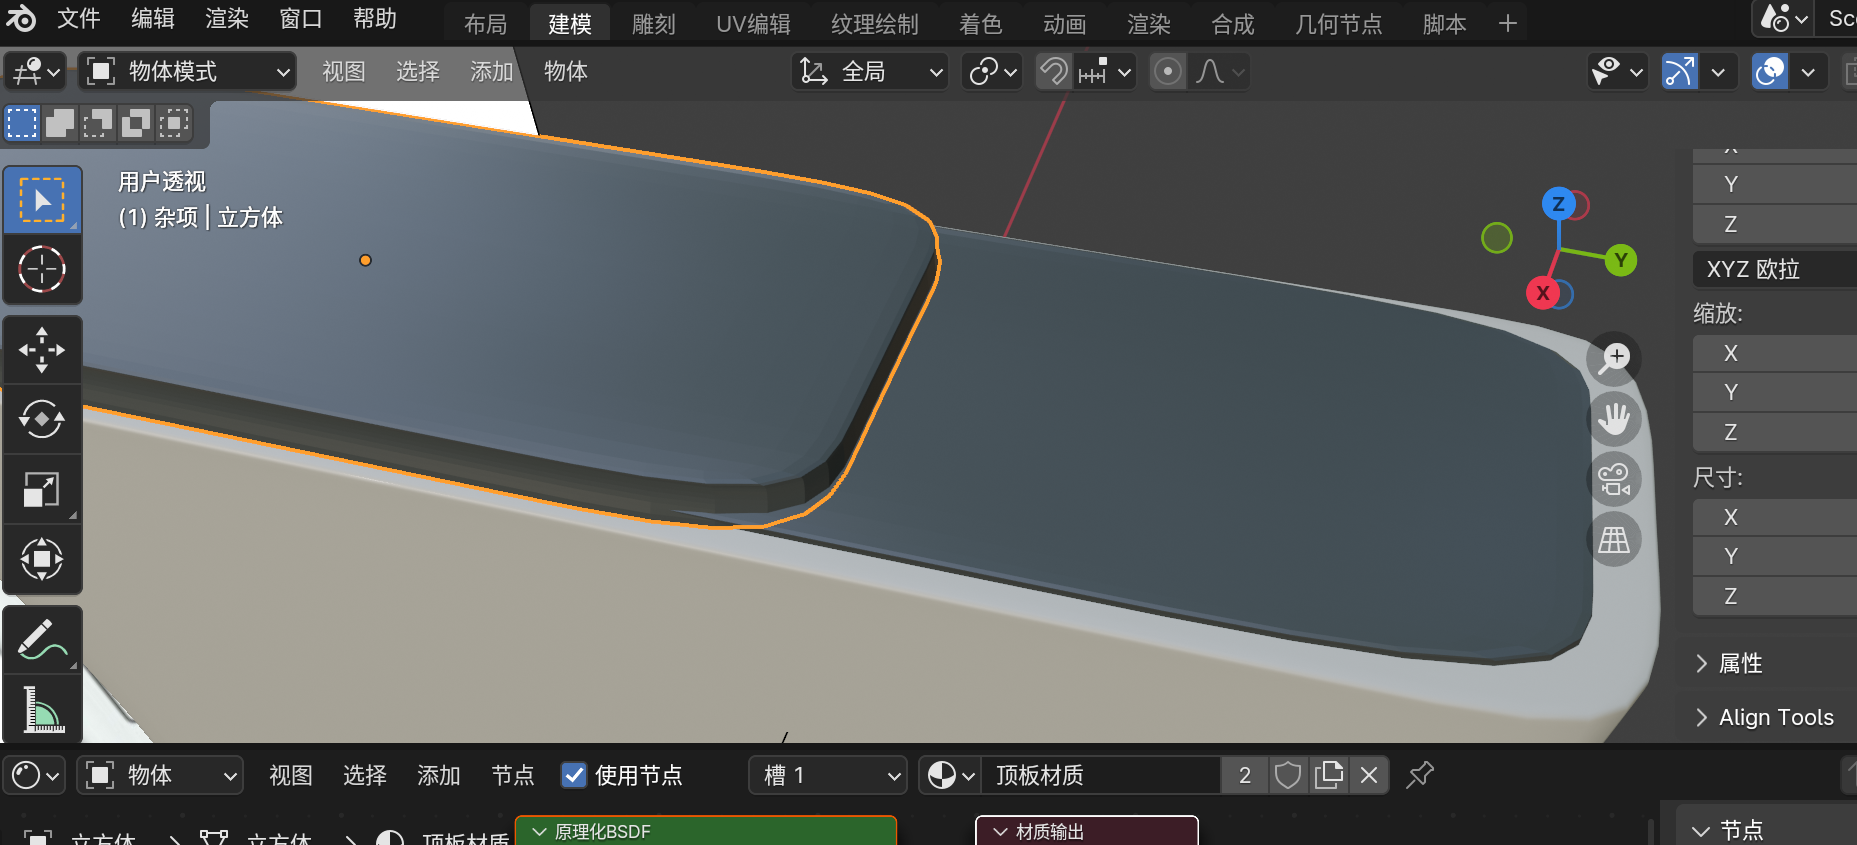 文件 编辑 渲染 窗口 帮助 布局 建模 雕刻 UV编辑 纹理绘制 着色 动画 渲染 合成 几何节点 脚本
物体模式 视图 选择 添加 物体 全局
用户透视
(1) 杂项 | 立方体
Z
Y
X
Y
Z
XYZ 欧拉
缩放:
X
Y
Z
尺寸:
X
Y
Z
属性
Align Tools
物体 视图 选择 添加 节点 使用节点 槽 1 顶板材质 2
立方体 立方体 顶板材质 原理化BSDF 材质输出 节点